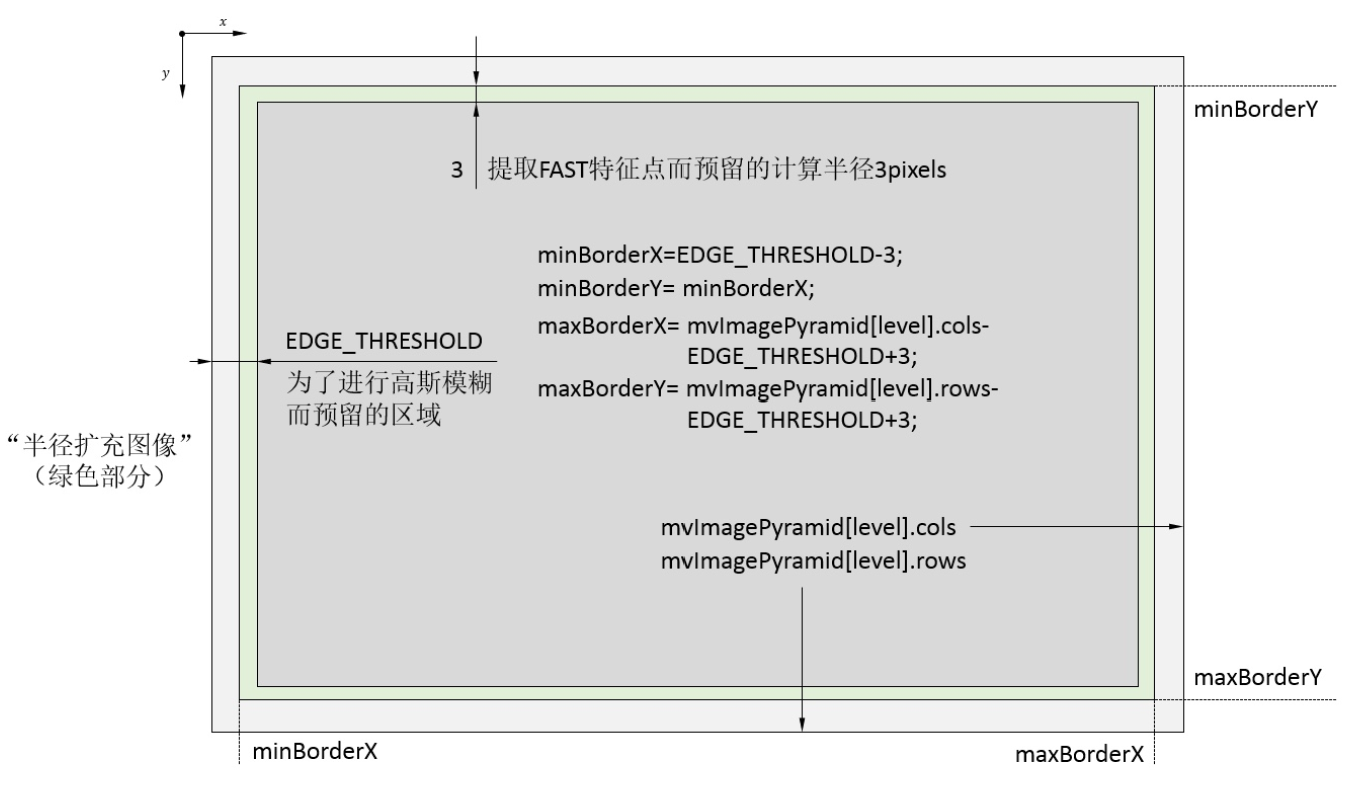 x
y
minBorderY
3 提取FAST特征点而预留的计算半径3pixels
minBorderX=EDGE_THRESHOLD-3;
minBorderY= minBorderX;
maxBorderX= mvImagePyramid[level].cols-
EDGE_THRESHOLD+3;
maxBorderY= mvImagePyramid[level].rows-
EDGE_THRESHOLD+3;
EDGE_THRESHOLD
为了进行高斯模糊
而预留的区域
“半径扩充图像”
（绿色部分）
mvImagePyramid[level].cols
mvImagePyramid[level].rows
maxBorderY
minBorderX
maxBorderX